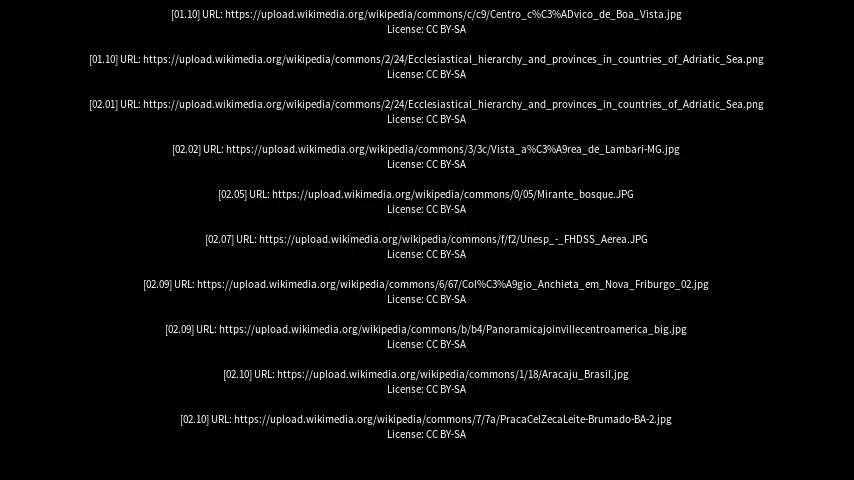 [01.10] URL: https://upload.wikimedia.org/wikipedia/commons/c/c9/Centro_c%C3%ADvico_de_Boa_Vista.jpg
License: CC BY-SA
[01.10] URL: https://upload.wikimedia.org/wikipedia/commons/2/24/Ecclesiastical_hierarchy_and_provinces_in_countries_of_Adriatic_Sea.png
License: CC BY-SA
[02.01] URL: https://upload.wikimedia.org/wikipedia/commons/2/24/Ecclesiastical_hierarchy_and_provinces_in_countries_of_Adriatic_Sea.png
License: CC BY-SA
[02.02] URL: https://upload.wikimedia.org/wikipedia/commons/3/3c/Vista_a%C3%A9rea_de_Lambari-MG.jpg
License: CC BY-SA
[02.05] URL: https://upload.wikimedia.org/wikipedia/commons/0/05/Mirante_bosque.JPG
License: CC BY-SA
[02.07] URL: https://upload.wikimedia.org/wikipedia/commons/f/f2/Unesp_-_FHDSS_Aerea.JPG
License: CC BY-SA
[02.09] URL: https://upload.wikimedia.org/wikipedia/commons/6/67/Col%C3%A9gio_Anchieta_em_Nova_Friburgo_02.jpg
License: CC BY-SA
[02.09] URL: https://upload.wikimedia.org/wikipedia/commons/b/b4/Panoramicajoinvillecentroamerica_big.jpg
License: CC BY-SA
[02.10] URL: https://upload.wikimedia.org/wikipedia/commons/1/18/Aracaju_Brasil.jpg
License: CC BY-SA
[02.10] URL: https://upload.wikimedia.org/wikipedia/commons/7/7a/PracaCelZecaLeite-Brumado-BA-2.jpg
License: CC BY-SA